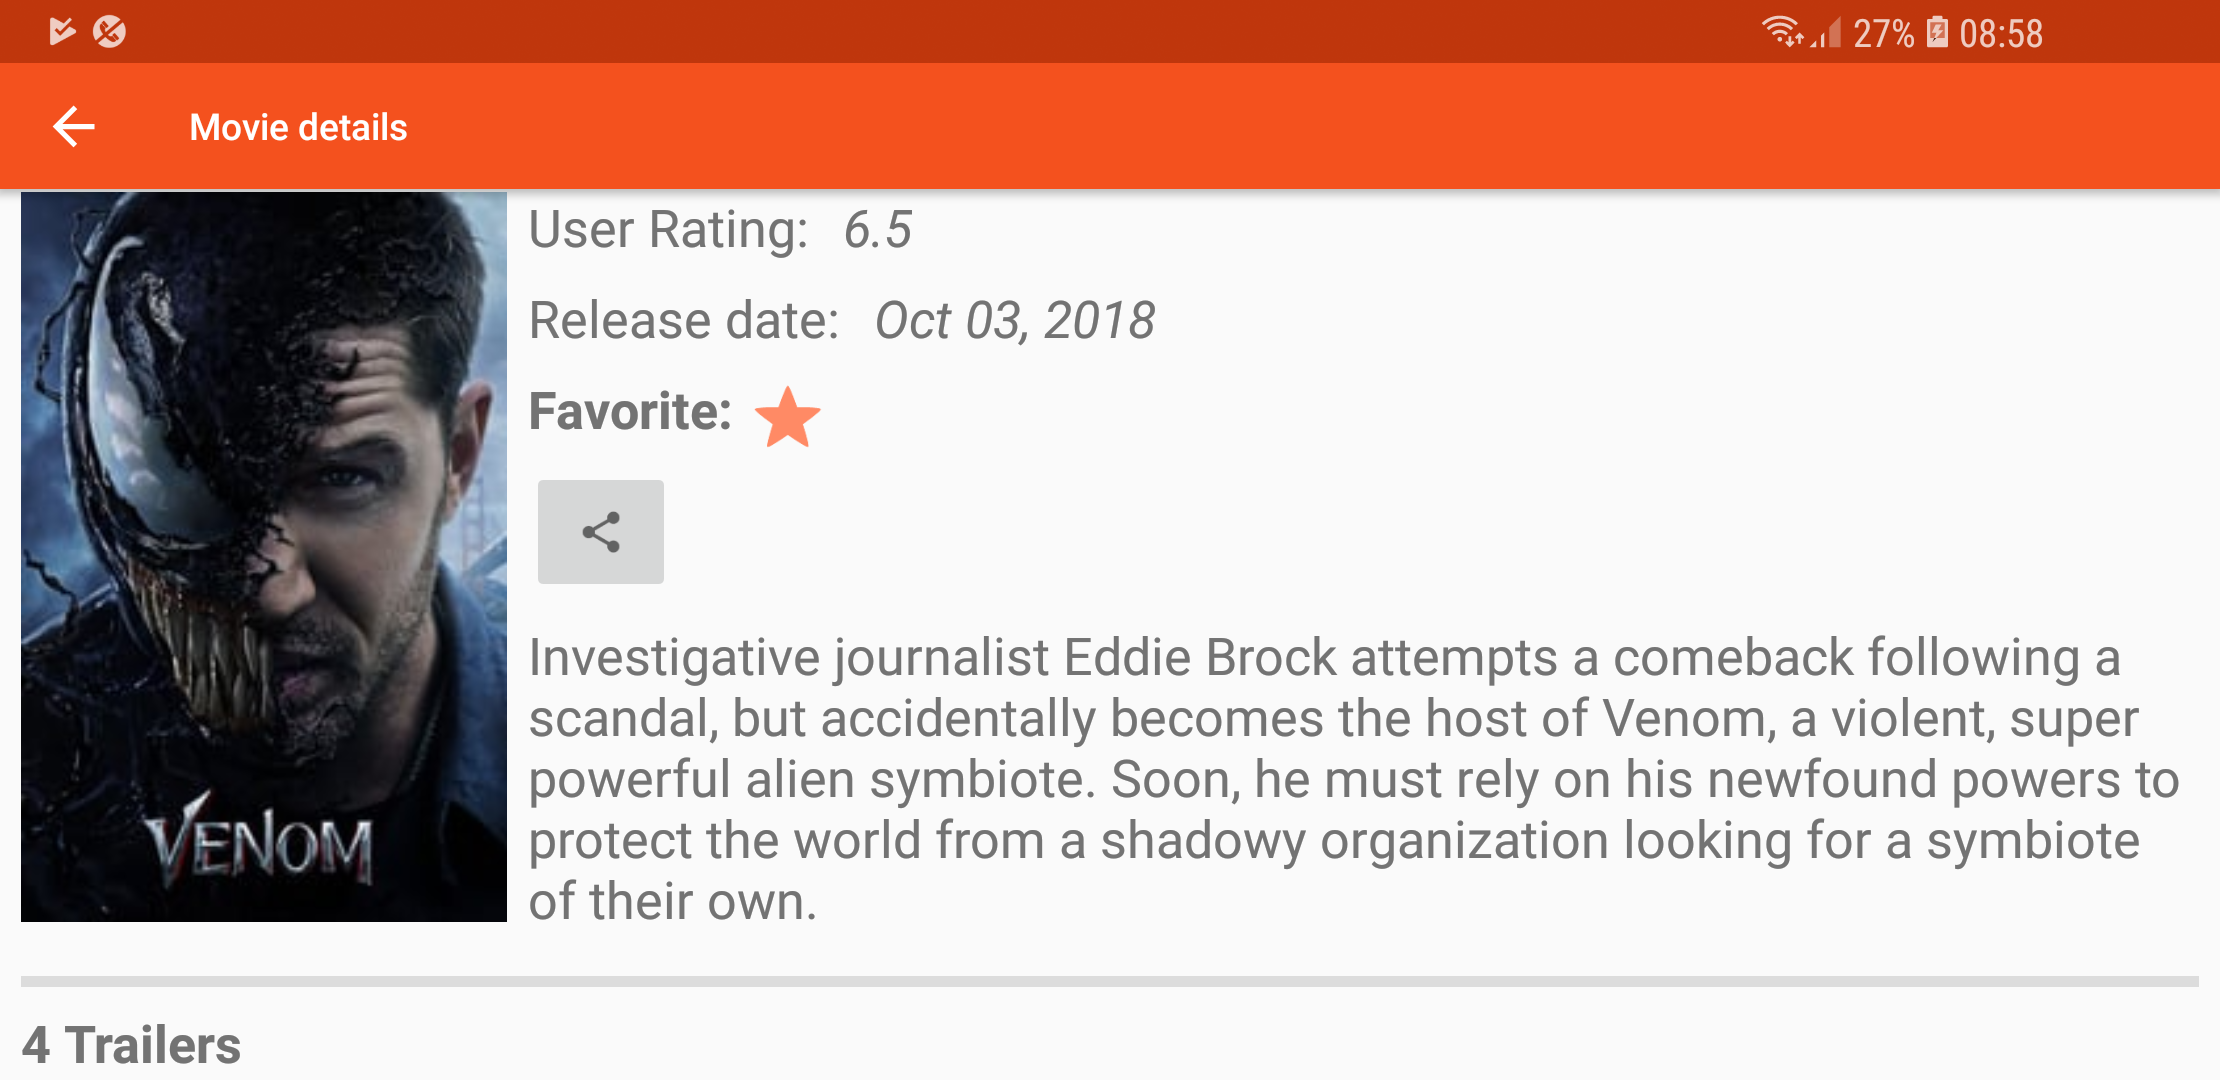 27% 08:58
Movie details
User Rating: 6.5
Release date: Oct 03, 2018
Favorite:
Investigative journalist Eddie Brock attempts a comeback following a
scandal, but accidentally becomes the host of Venom, a violent, super
powerful alien symbiote. Soon, he must rely on his newfound powers to
protect the world from a shadowy organization looking for a symbiote
of their own.
VENOM
4 Trailers